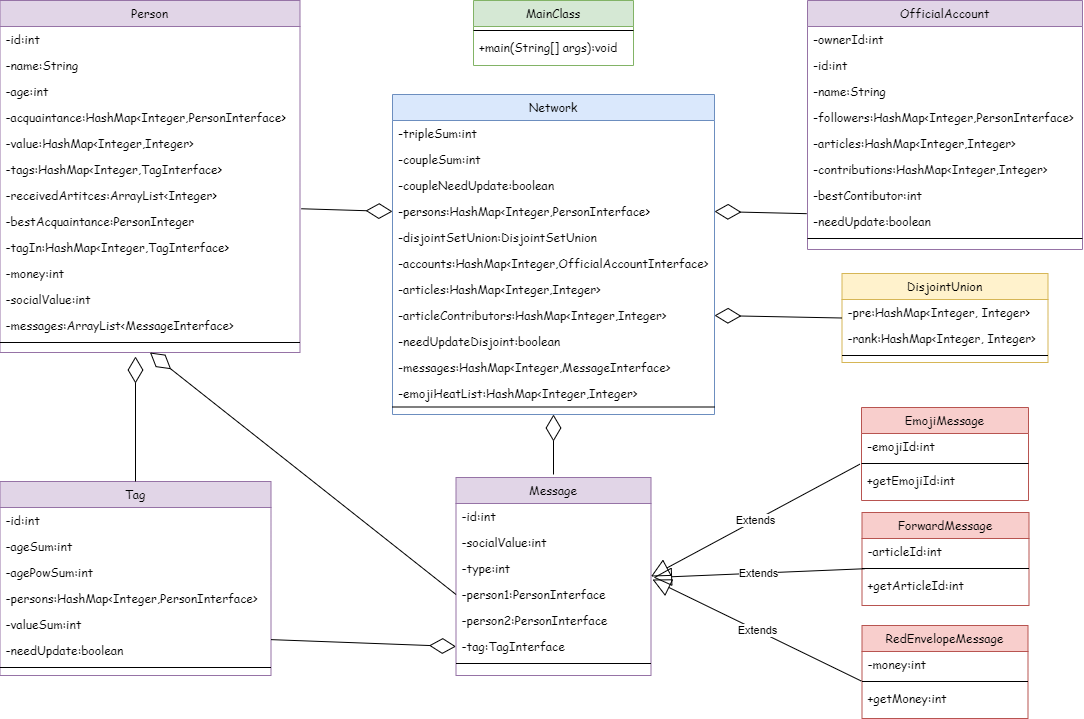 Person
-id:int
-name:String
-age:int
-acquaintance:HashMap<Integer,PersonInterface>
-value:HashMap<Integer,Integer>
-tags:HashMap<Integer,TagInterface>
-receivedArtitces:ArrayList<Integer>
-bestAcquaintance:PersonInteger
-tagIn:HashMap<Integer,TagInterface>
-money:int
-socialValue:int
-messages:ArrayList<MessageInterface>
MainClass
+main(String[] args):void
OfficialAccount
-ownerId:int
-id:int
-name:String
-followers:HashMap<Integer,PersonInterface>
-articles:HashMap<Integer,Integer>
-contributions:HashMap<Integer,Integer>
-bestContibutor:int
-needUpdate:boolean
Network
-tripleSum:int
-coupleSum:int
-coupleNeedUpdate:boolean
-persons:HashMap<Integer,PersonInterface>
-disjointSetUnion:DisjointSetUnion
-accounts:HashMap<Integer,OfficialAccountInterface>
-articles:HashMap<Integer,Integer>
-articleContributors:HashMap<Integer,Integer>
-needUpdateDisjoint:boolean
-messages:HashMap<Integer,MessageInterface>
-emojiHeatList:HashMap<Integer,Integer>
DisjointUnion
-pre:HashMap<Integer, Integer>
-rank:HashMap<Integer, Integer>
Tag
-id:int
-ageSum:int
-agePowSum:int
-persons:HashMap<Integer,PersonInterface>
-valueSum:int
-needUpdate:boolean
Message
-id:int
-socialValue:int
-type:int
-person1:PersonInterface
-person2:PersonInterface
-tag:TagInterface
Extends
Extends
Extends
EmojiMessage
-emojiId:int
+getEmojiId:int
ForwardMessage
-articleId:int
+getArticleId:int
RedEnvelopeMessage
-money:int
+getMoney:int